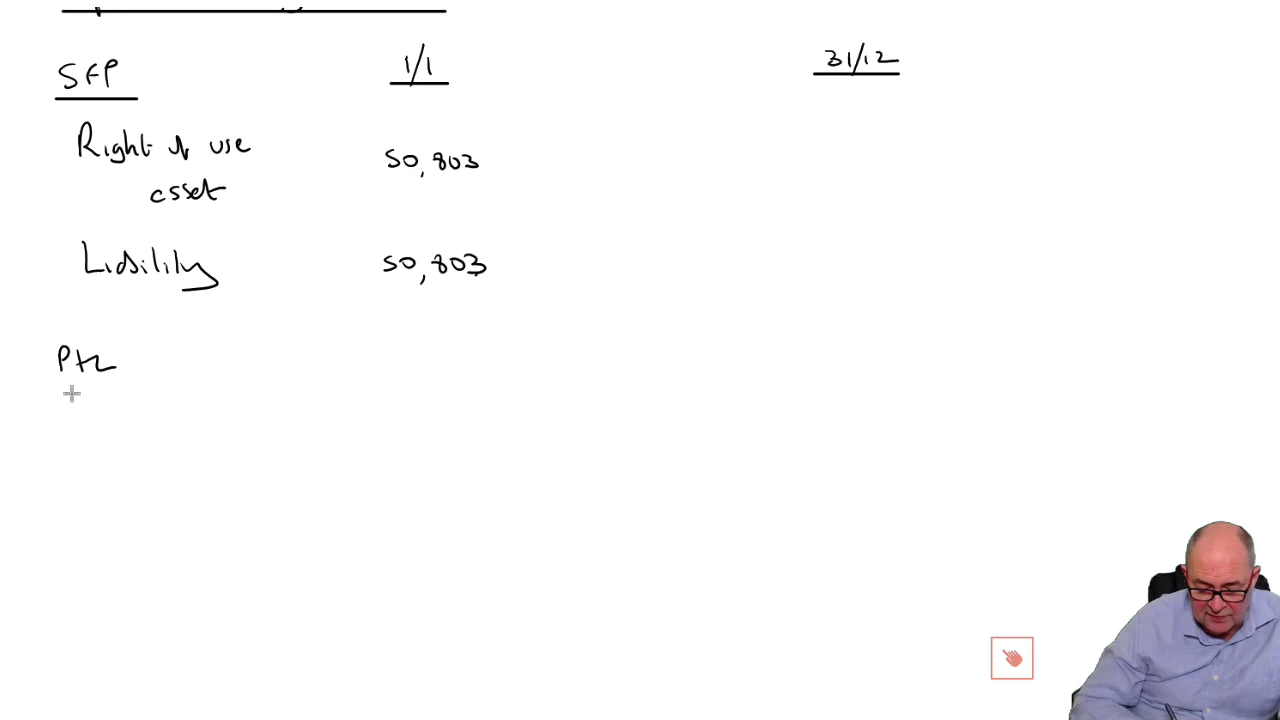 SFP 1/1 31/12
Right of use 50,803
asset
Liability 50,803
P+L